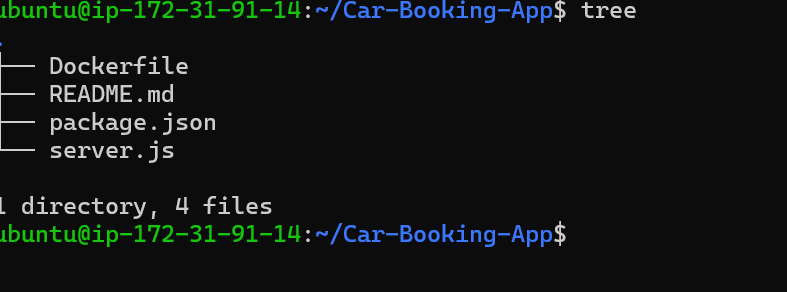 ubuntu@ip-172-31-91-14:~/Car-Booking-App$ tree
.
├── Dockerfile
├── README.md
├── package.json
└── server.js

1 directory, 4 files
ubuntu@ip-172-31-91-14:~/Car-Booking-App$